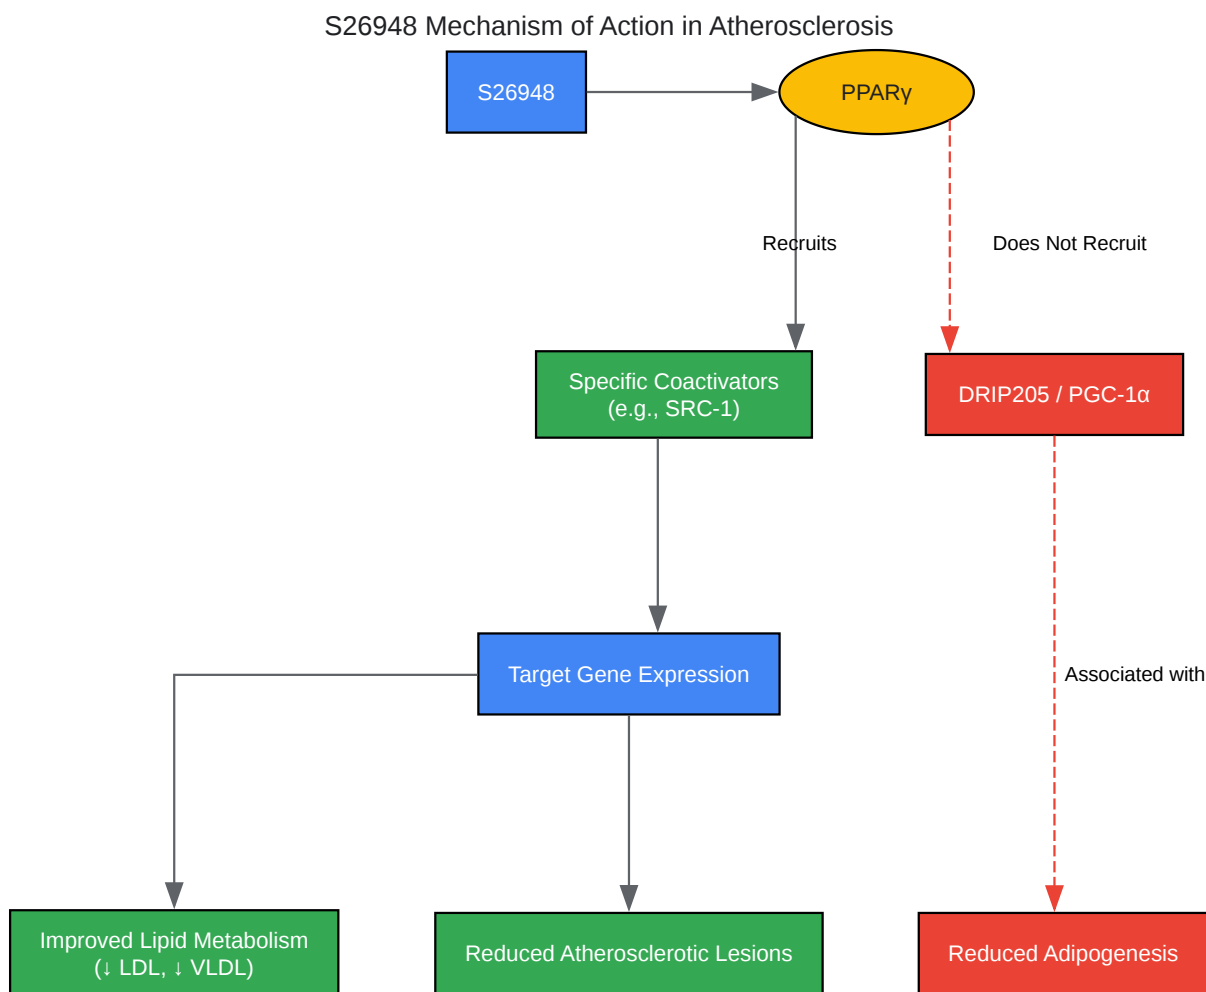 S26948 Mechanism of Action in Atherosclerosis
S26948
PPARγ
Recruits
Does Not Recruit
Specific Coactivators
(e.g., SRC-1)
DRIP205 / PGC-1α
Target Gene Expression
Associated with
Improved Lipid Metabolism
(↓ LDL, ↓ VLDL)
Reduced Atherosclerotic Lesions
Reduced Adipogenesis